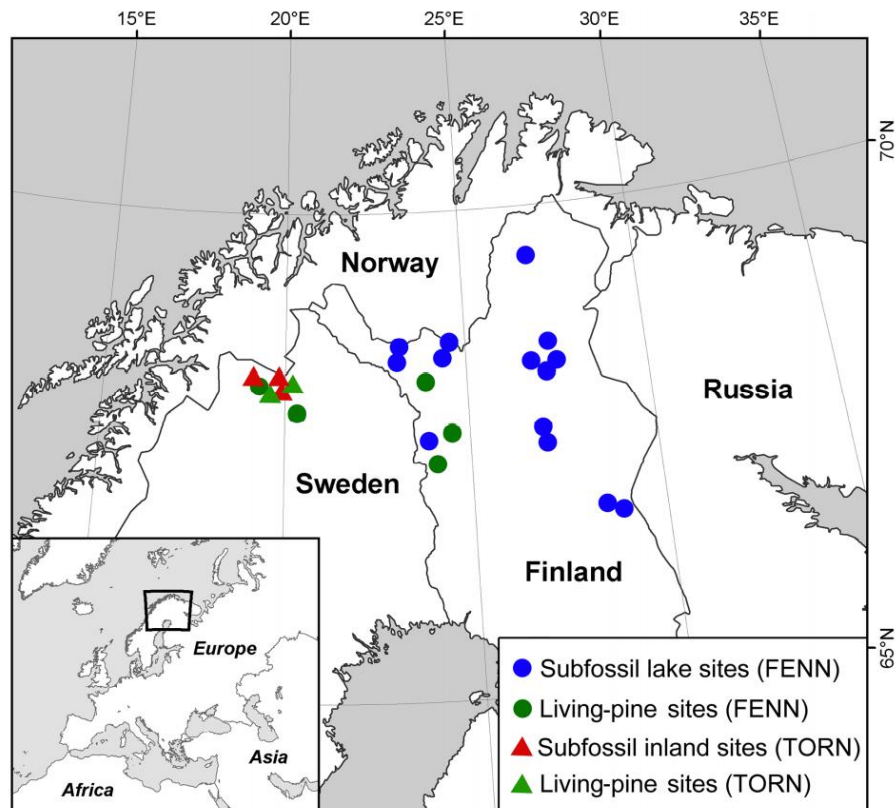 15°E 20°E 25°E 30°E 35°E
70°N
Norway
Russia
Sweden
Finland
65°N
Europe
Asia
Africa
Subfossil lake sites (FENN)
Living-pine sites (FENN)
Subfossil inland sites (TORN)
Living-pine sites (TORN)